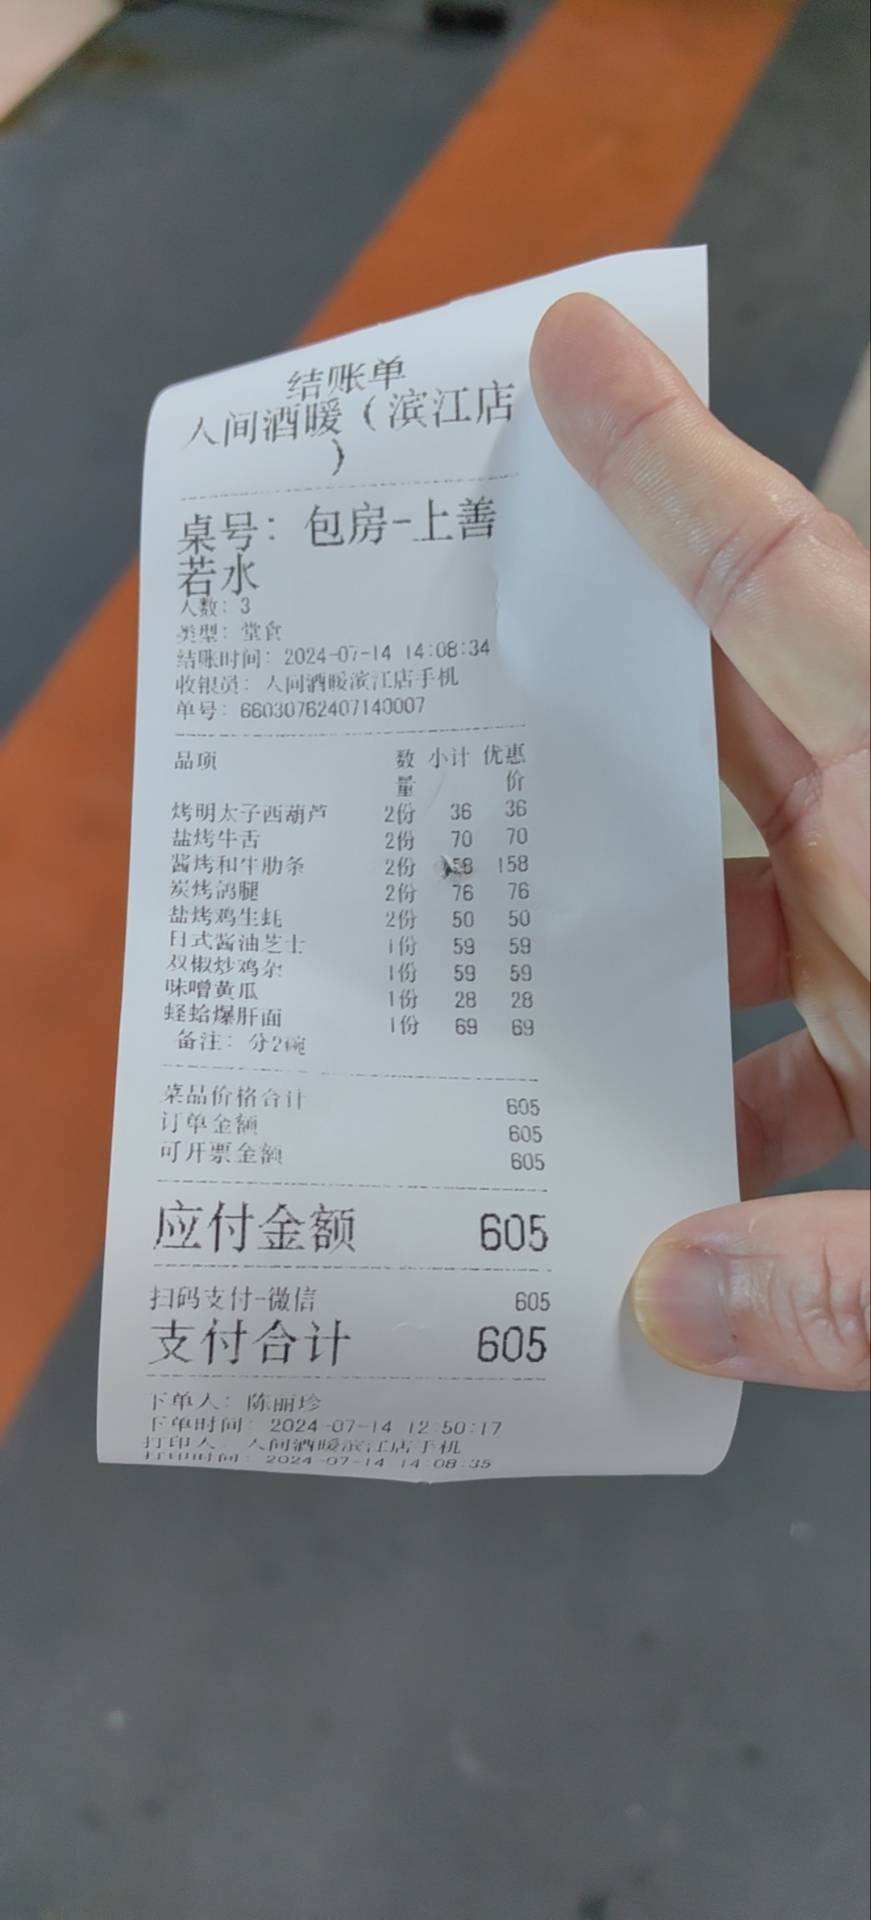 结账单
人间酒暖（滨江店
）
桌号：包房-上善
若水
人数：3
类型：堂食
结账时间：2024-07-14 14:08:34
收银员：人间酒暖滨江店手机
单号：66030762407140007
品项 数量 小计 优惠价
烤明太子西葫芦 2份 36 36
盐烤牛舌 2份 70 70
酱烤和牛肋条 2份 158 158
炭烤鸽腿 2份 76 76
盐烤鸡生蚝 2份 50 50
日式酱油芝士 1份 59 59
双椒炒鸡杂 1份 59 59
味噌黄瓜 1份 28 28
蛏蛤爆肝面 1份 69 69
备注：分2碗
菜品价格合计 605
订单金额 605
可开票金额 605
应付金额 605
扫码支付-微信 605
支付合计 605
下单人：陈丽珍
下单时间：2024-07-14 12:50:17
打印人：人间酒暖滨江店手机
打印时间：2024-07-14 14:08:35